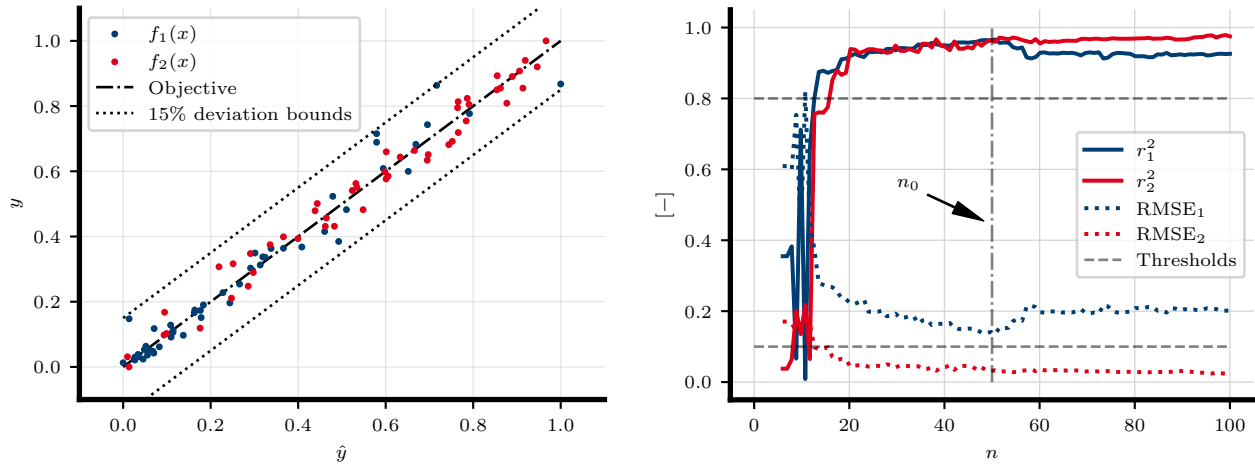 f₁(x)
f₂(x)
Objective
15% deviation bounds
1.0
0.8
0.6
0.4
0.2
0.0
y
0.0 0.2 0.4 0.6 0.8 1.0
ŷ
1.0
0.8
0.6
0.4
0.2
0.0
[−]
n₀
r₁²
r₂²
RMSE₁
RMSE₂
Thresholds
0 20 40 60 80 100
n